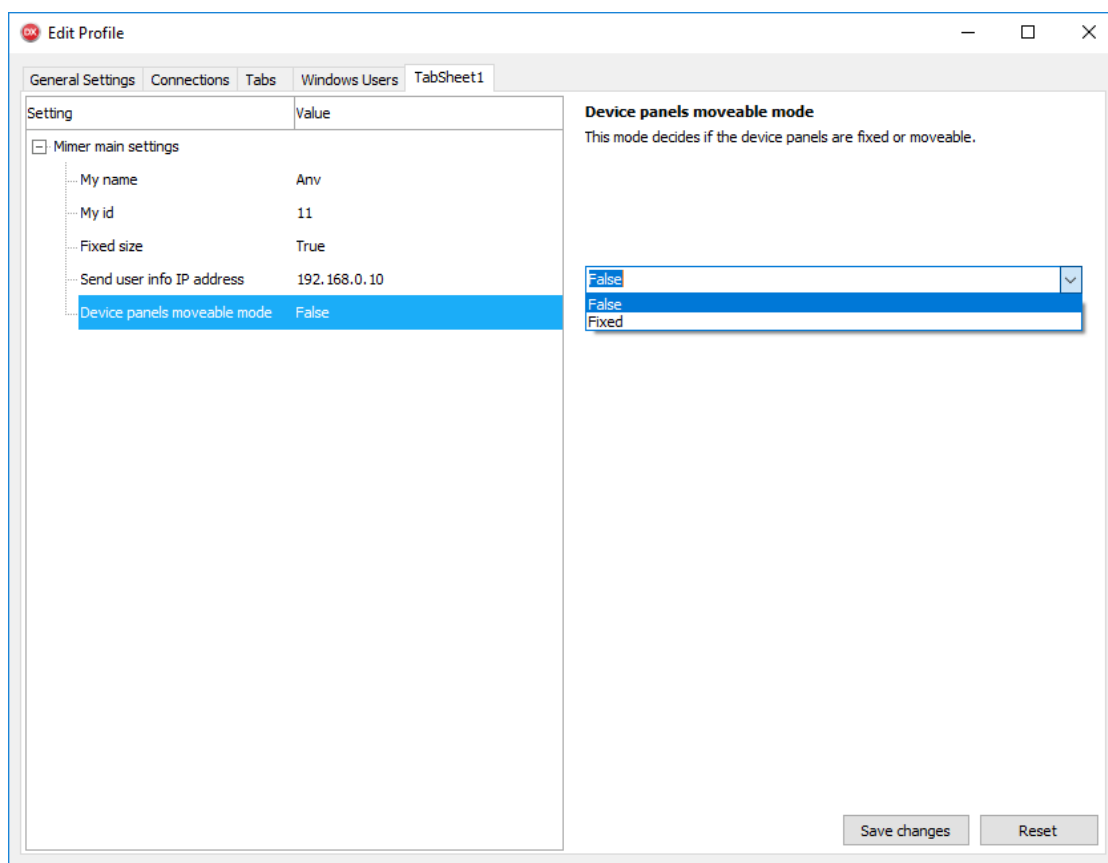 DX Edit Profile
General Settings Connections Tabs Windows Users TabSheet1
Setting Value
Mimer main settings
My name Anv
My id 11
Fixed size True
Send user info IP address 192.168.0.10
Device panels moveable mode False
Device panels moveable mode
This mode decides if the device panels are fixed or moveable.
False
False
Fixed
Save changes Reset